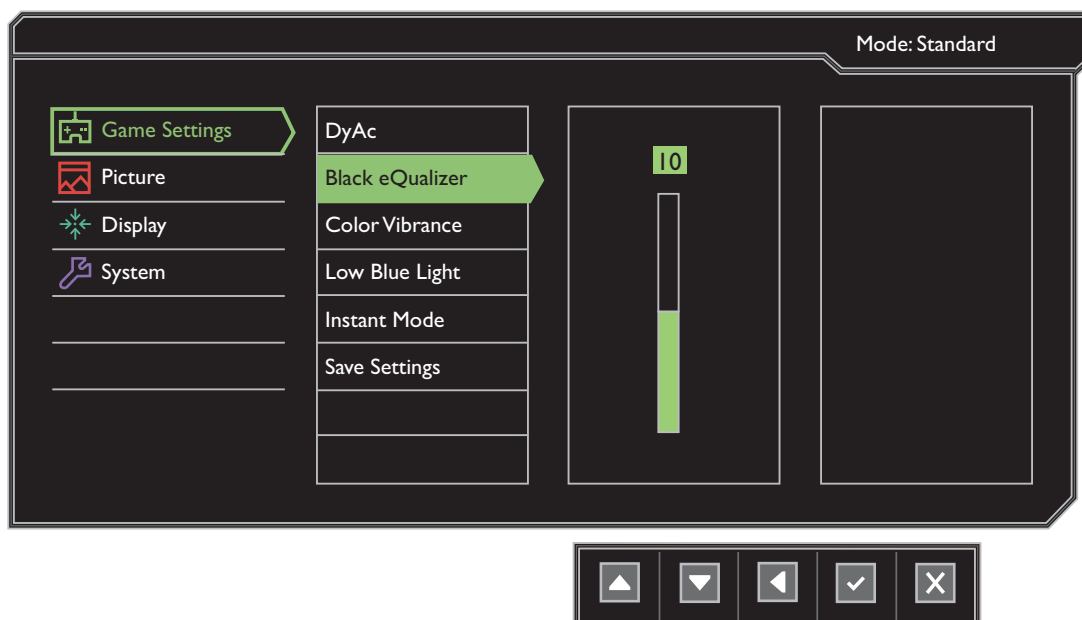 Mode: Standard
Game Settings
Picture
Display
System
DyAc
Black eQualizer
Color Vibrance
Low Blue Light
Instant Mode
Save Settings
10